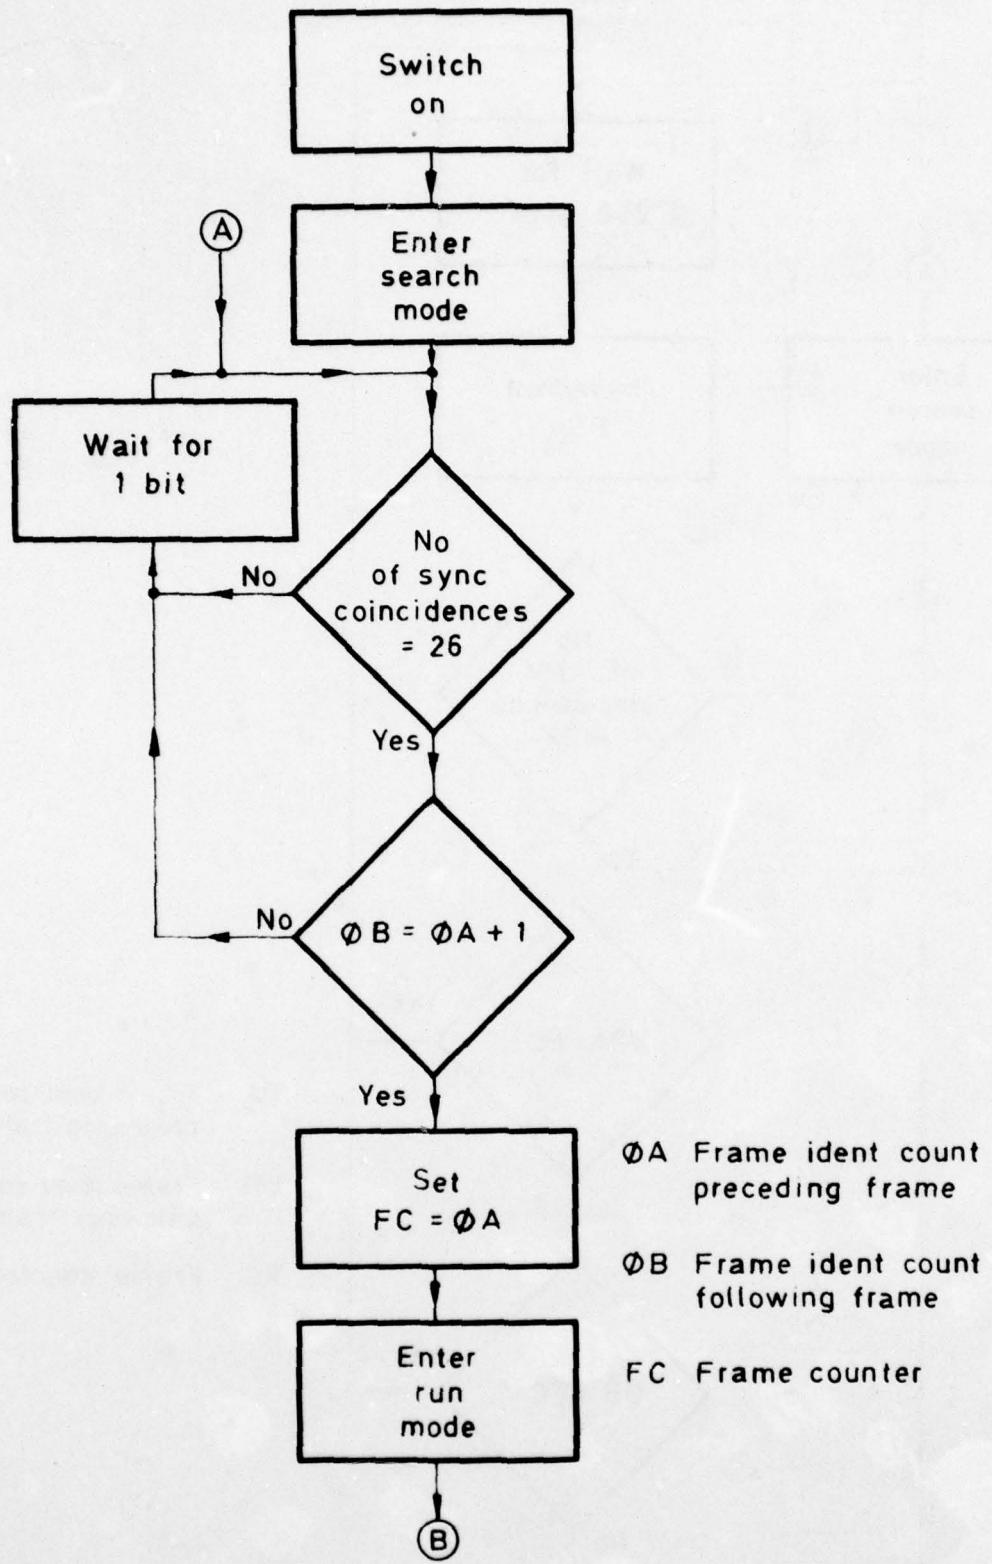 Switch
on
A
Enter
search
mode
Wait for
1 bit
No
of sync
coincidences
= 26
No
Yes
ØB = ØA + 1
No
Yes
Set
FC = ØA
Enter
run
mode
B
ØA Frame ident count
preceding frame
ØB Frame ident count
following frame
FC Frame counter